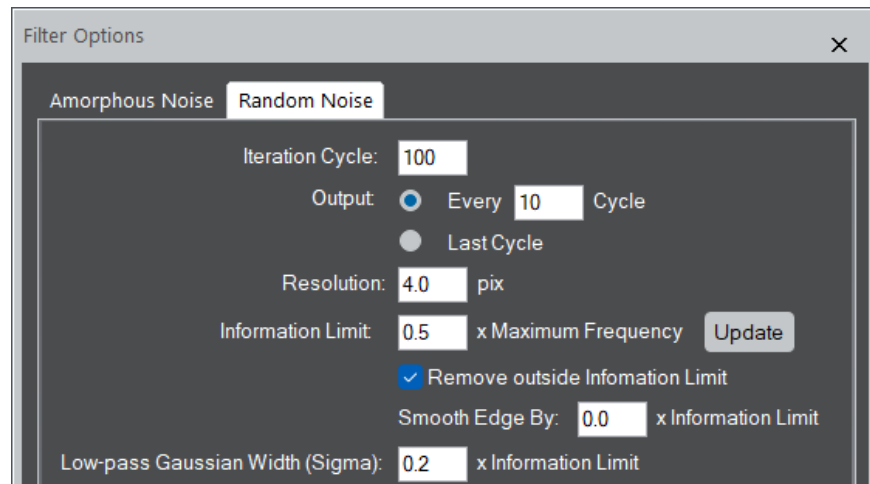 Filter Options
Amorphous Noise Random Noise
Iteration Cycle: 100
Output: Every 10 Cycle
Last Cycle
Resolution: 4.0 pix
Information Limit: 0.5 x Maximum Frequency Update
Remove outside Infomation Limit
Smooth Edge By: 0.0 x Information Limit
Low-pass Gaussian Width (Sigma): 0.2 x Information Limit